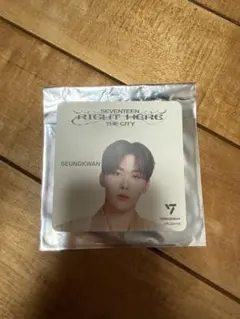 SEVENTEEN
RIGHT HERE
THE CITY
SEUNGKWAN